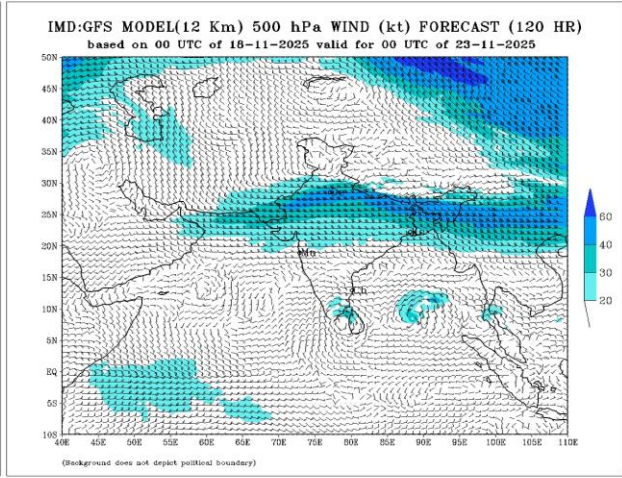 IMD:GFS MODEL(12 Km) 500 hPa WIND (kt) FORECAST (120 HR)
based on 00 UTC of 18-11-2025 valid for 00 UTC of 23-11-2025
50N
45N
40N
35N
30N
25N
20N
15N
10N
5N
EQ
5S
10S
40E 45E 50E 55E 60E 65E 70E 75E 80E 85E 90E 95E 100E 105E 110E
60
40
30
20
(Background does not depict political boundary)